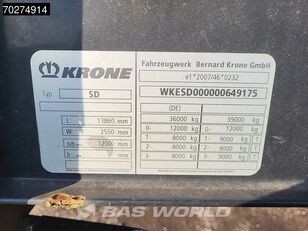 70274914
KRONE
Fahrzeugwerk Bernard Krone GmbH
e1*2007/46*0232
Typ SD
WKESD000000649175
(DE)
L: 13869 mm
W: 2550 mm
mm
b mm
36000 kg 39000 kg
0- 12000 kg 0- 12000 kg
1- 8000 kg 1- 9000 kg
2- 8000 kg 2- 9000 kg
3- 8000 kg 3- 9000 kg
BAS WORLD